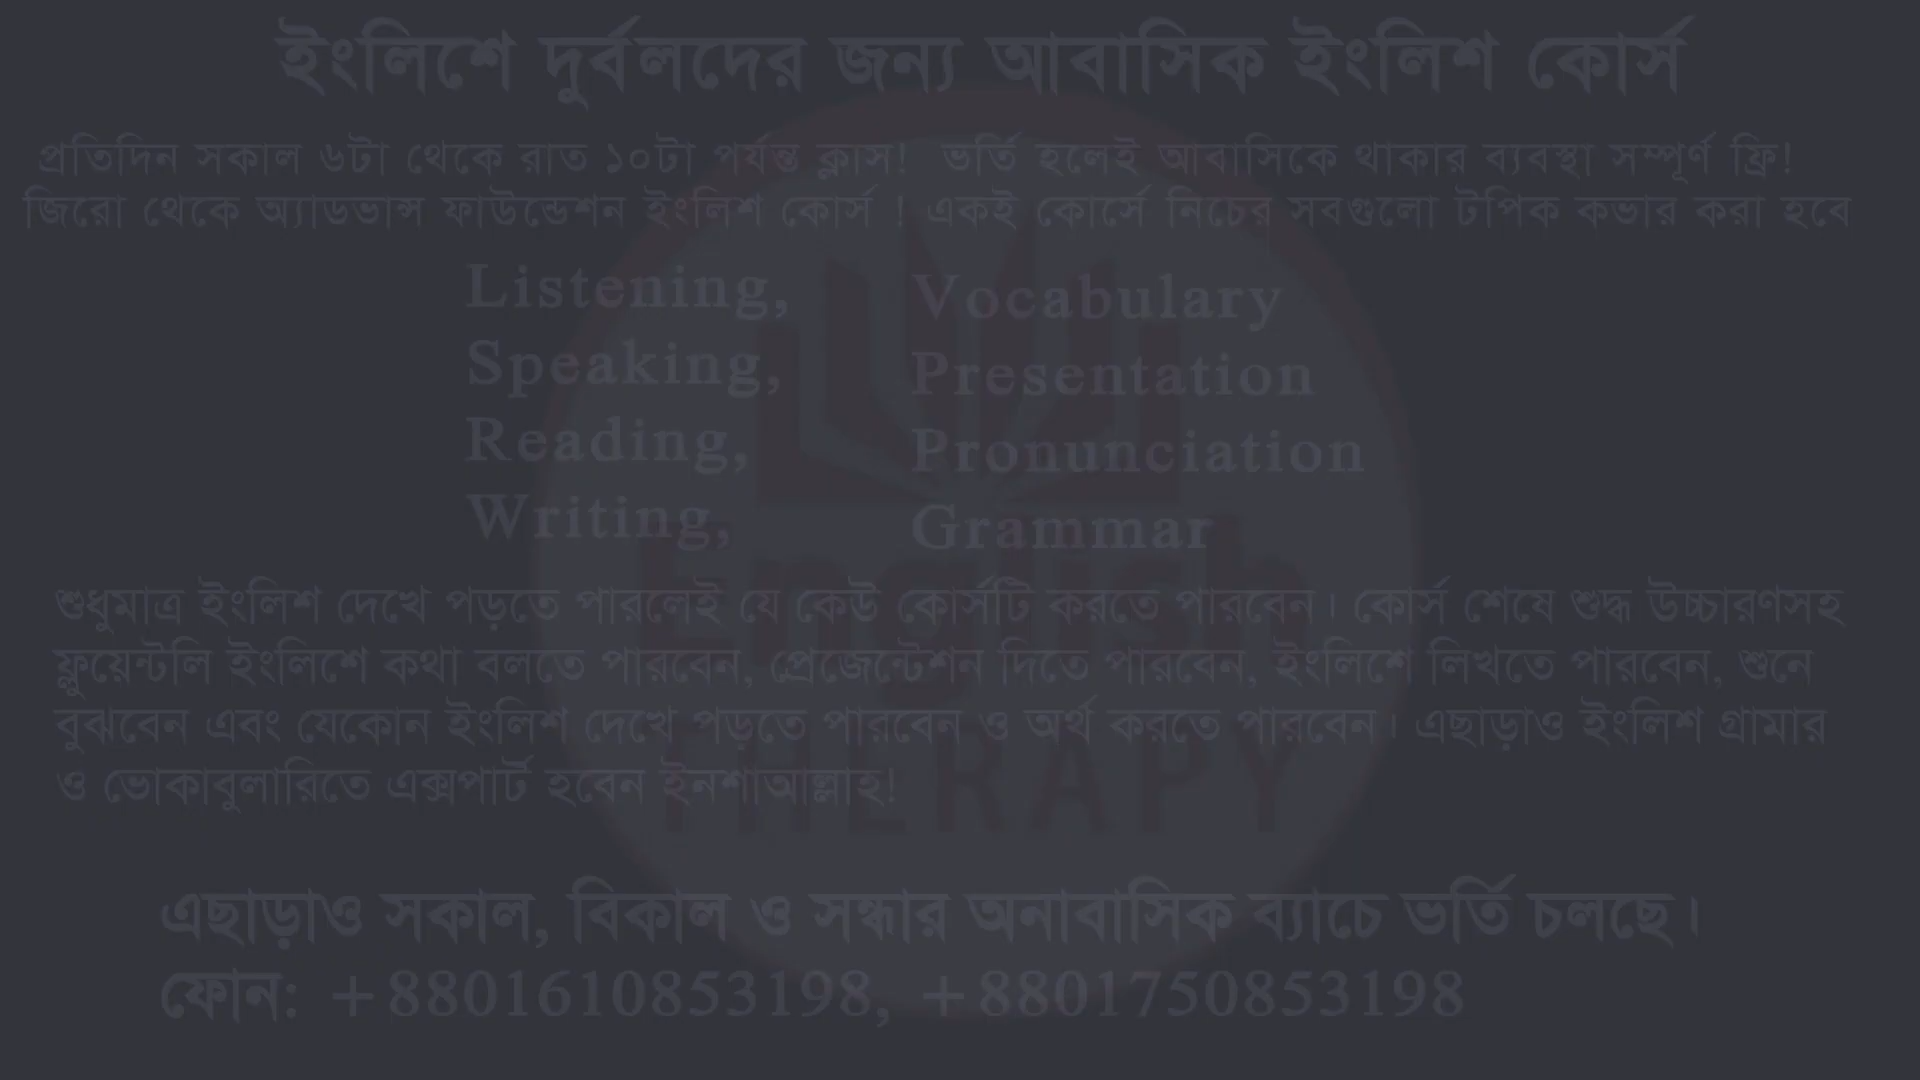 ইংলিশে দুর্বলদের জন্য আবাসিক ইংলিশ কোর্স
প্রতিদিন সকাল ৬টা থেকে রাত ১০টা পর্যন্ত ক্লাস! ভর্তি হলেই আবাসিকে থাকার ব্যবস্থা সম্পূর্ণ ফ্রি!
জিরো থেকে অ্যাডভান্স ফাউন্ডেশন ইংলিশ কোর্স ! একই কোর্সে নিচের সবগুলো টপিক কভার করা হবে
Listening, Vocabulary
Speaking, Presentation
Reading, Pronunciation
Writing, Grammar
English
শুধুমাত্র ইংলিশ দেখে পড়তে পারলেই যে কেউ কোর্সটি করতে পারবেন। কোর্স শেষে শুদ্ধ উচ্চারণসহ
ফ্লুয়েন্টলি ইংলিশে কথা বলতে পারবেন, প্রেজেন্টেশন দিতে পারবেন, ইংলিশে লিখতে পারবেন, শুনে
বুঝবেন এবং যেকোন ইংলিশ দেখে পড়তে পারবেন ও অর্থ করতে পারবেন। এছাড়াও ইংলিশ গ্রামার
THERAPY
ও ভোকাবুলারিতে এক্সপার্ট হবেন ইনশাআল্লাহ!
এছাড়াও সকাল, বিকাল ও সন্ধার অনাবাসিক ব্যাচে ভর্তি চলছে।
ফোন: +8801610853198, +8801750853198